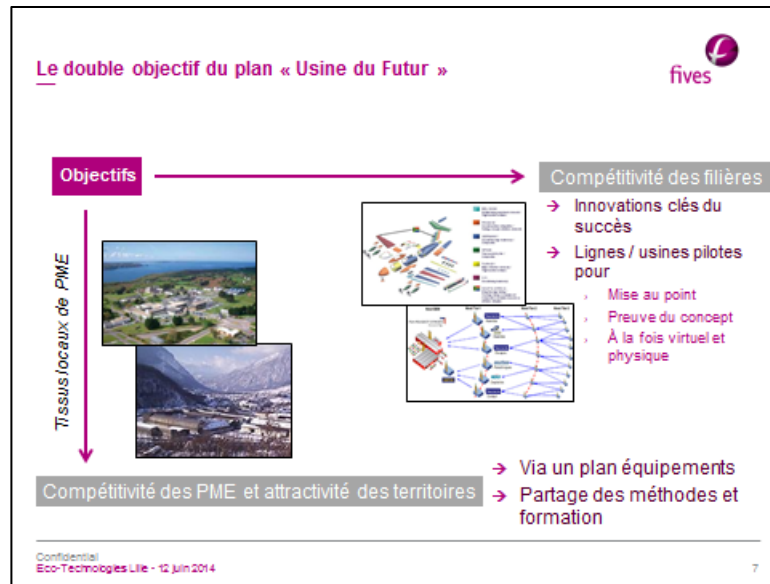 Le double objectif du plan « Usine du Futur »
fives
Objectifs
Compétitivité des filières
→ Innovations clés du
succès
→ Lignes / usines pilotes
pour
› Mise au point
› Preuve du concept
› À la fois virtuel et
physique
Tissus locaux de PME
Compétitivité des PME et attractivité des territoires
→ Via un plan équipements
→ Partage des méthodes et
formation
Confidential
Eco-Technologies Lille - 12 juin 2014
7